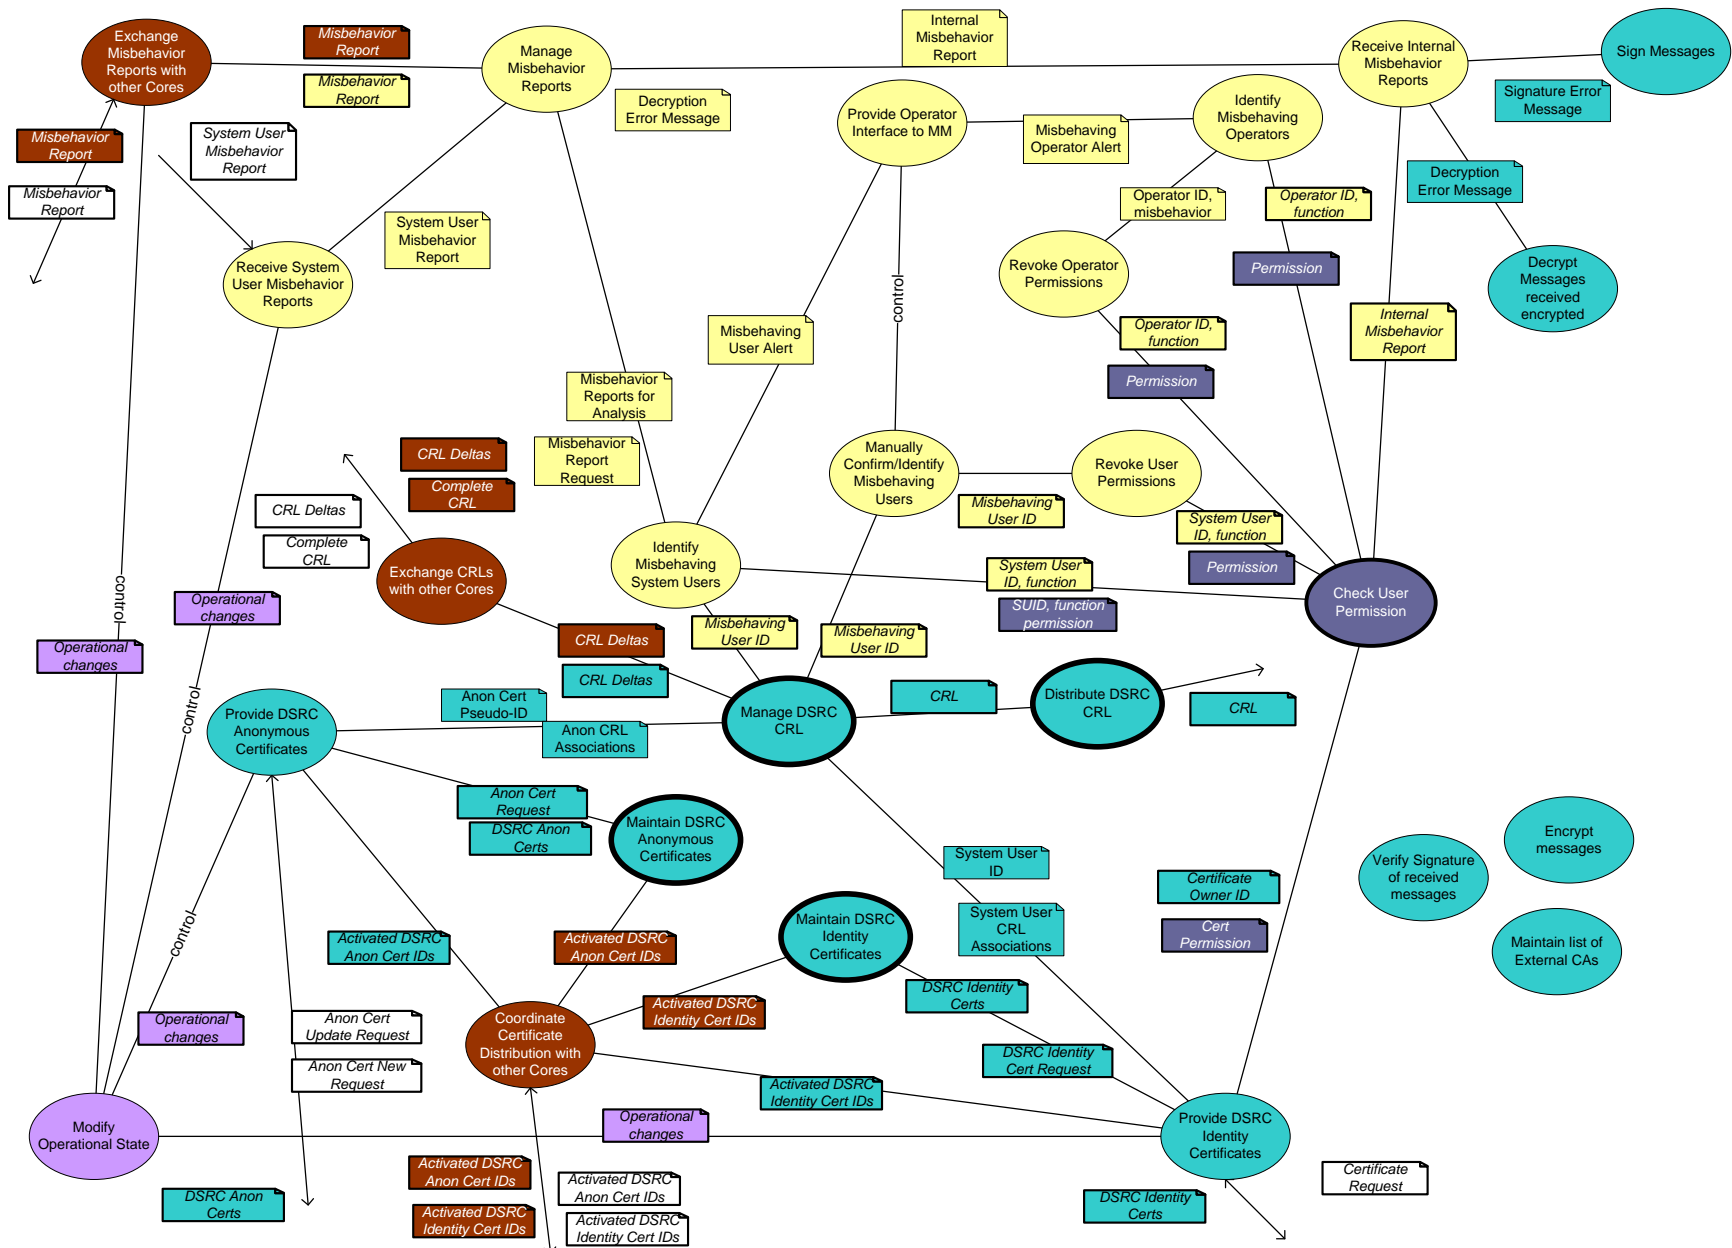 Exchange
Misbehavior
Reports with
other Cores
Misbehavior
Report
Misbehavior
Report
Manage
Misbehavior
Reports
Internal
Misbehavior
Report
Receive Internal
Misbehavior
Reports
Sign Messages
Signature Error
Message
Decryption
Error Message
Provide Operator
Interface to MM
Misbehaving
Operator Alert
Identify
Misbehaving
Operators
Misbehavior
Report
Misbehavior
Report
System User
Misbehavior
Report
Decryption
Error Message
Operator ID,
misbehavior
Operator ID,
function
System User
Misbehavior
Report
Receive System
User Misbehavior
Reports
Revoke Operator
Permissions
Permission
Decrypt
Messages
received
encrypted
control
Misbehaving
User Alert
Operator ID,
function
Permission
Internal
Misbehavior
Report
Misbehavior
Reports for
Analysis
Misbehavior
Report
Request
CRL Deltas
Complete
CRL
CRL Deltas
Complete
CRL
Manually
Confirm/Identify
Misbehaving
Users
Revoke User
Permissions
Misbehaving
User ID
System User
ID, function
Permission
Exchange CRLs
with other Cores
Identify
Misbehaving
System Users
System User
ID, function
SUID, function
permission
Check User
Permission
control
Operational
changes
Operational
changes
CRL Deltas
CRL Deltas
Misbehaving
User ID
Misbehaving
User ID
control
Provide DSRC
Anonymous
Certificates
Anon Cert
Pseudo-ID
Anon CRL
Associations
Manage DSRC
CRL
CRL
Distribute DSRC
CRL
CRL
Anon Cert
Request
DSRC Anon
Certs
Maintain DSRC
Anonymous
Certificates
System User
ID
Encrypt
messages
Verify Signature
of received
messages
Certificate
Owner ID
Cert
Permission
Maintain list of
External CAs
control
Activated DSRC
Anon Cert IDs
Activated DSRC
Anon Cert IDs
Maintain DSRC
Identity
Certificates
System User
CRL
Associations
Operational
changes
Anon Cert
Update Request
Anon Cert New
Request
Coordinate
Certificate
Distribution with
other Cores
Activated DSRC
Identity Cert IDs
DSRC Identity
Certs
DSRC Identity
Cert Request
Activated DSRC
Identity Cert IDs
Modify
Operational State
Operational
changes
Provide DSRC
Identity
Certificates
DSRC Anon
Certs
Activated DSRC
Anon Cert IDs
Activated DSRC
Identity Cert IDs
Activated DSRC
Anon Cert IDs
Activated DSRC
Identity Cert IDs
DSRC Identity
Certs
Certificate
Request